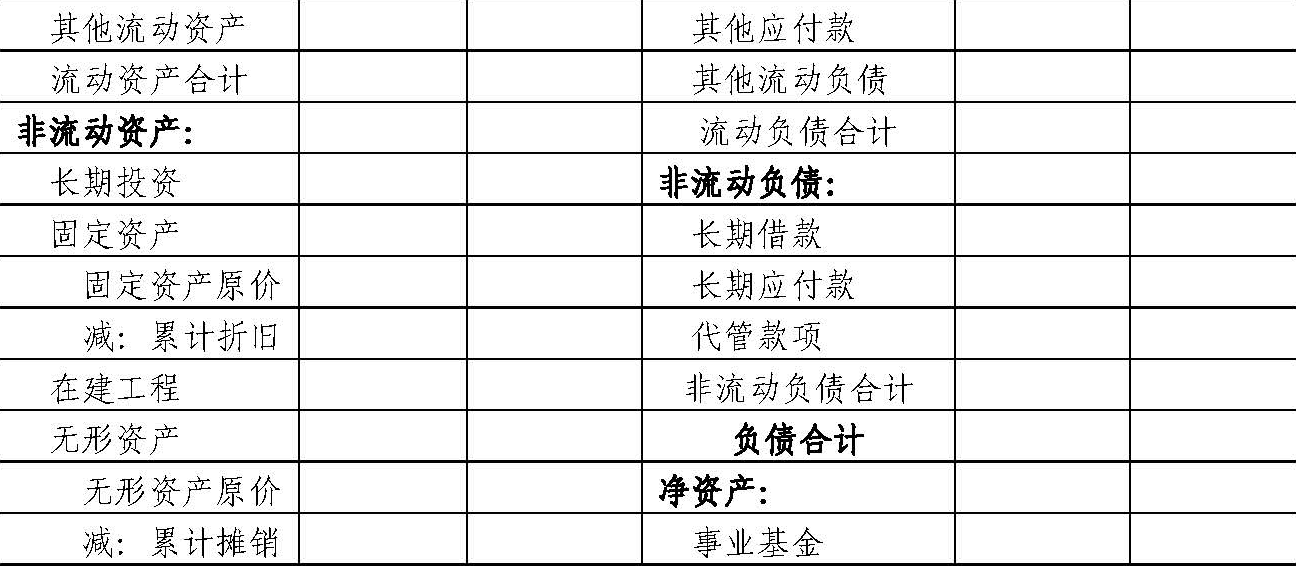 其他流动资产 其他应付款
流动资产合计 其他流动负债
非流动资产： 流动负债合计
长期投资 非流动负债：
固定资产 长期借款
固定资产原价 长期应付款
减：累计折旧 代管款项
在建工程 非流动负债合计
无形资产 负债合计
无形资产原价 净资产：
减：累计摊销 事业基金